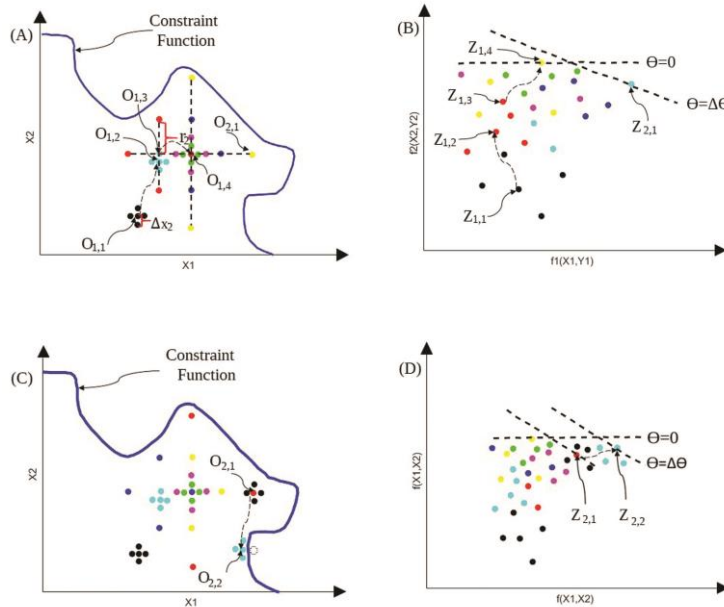 (A)
Constraint
Function
O1,3
O1,2
r
O2,1
O1,4
Δx2
O1,1
X2
X1
(B)
Z1,4
Θ=0
Z1,3
Θ=ΔΘ
Z1,2
Z2,1
Z1,1
f2(X2,Y2)
f1(X1,Y1)
(C)
Constraint
Function
O2,1
O2,2
X2
X1
(D)
Θ=0
Θ=ΔΘ
Z 2,1
Z 2,2
f(X1,X2)
f(X1,X2)